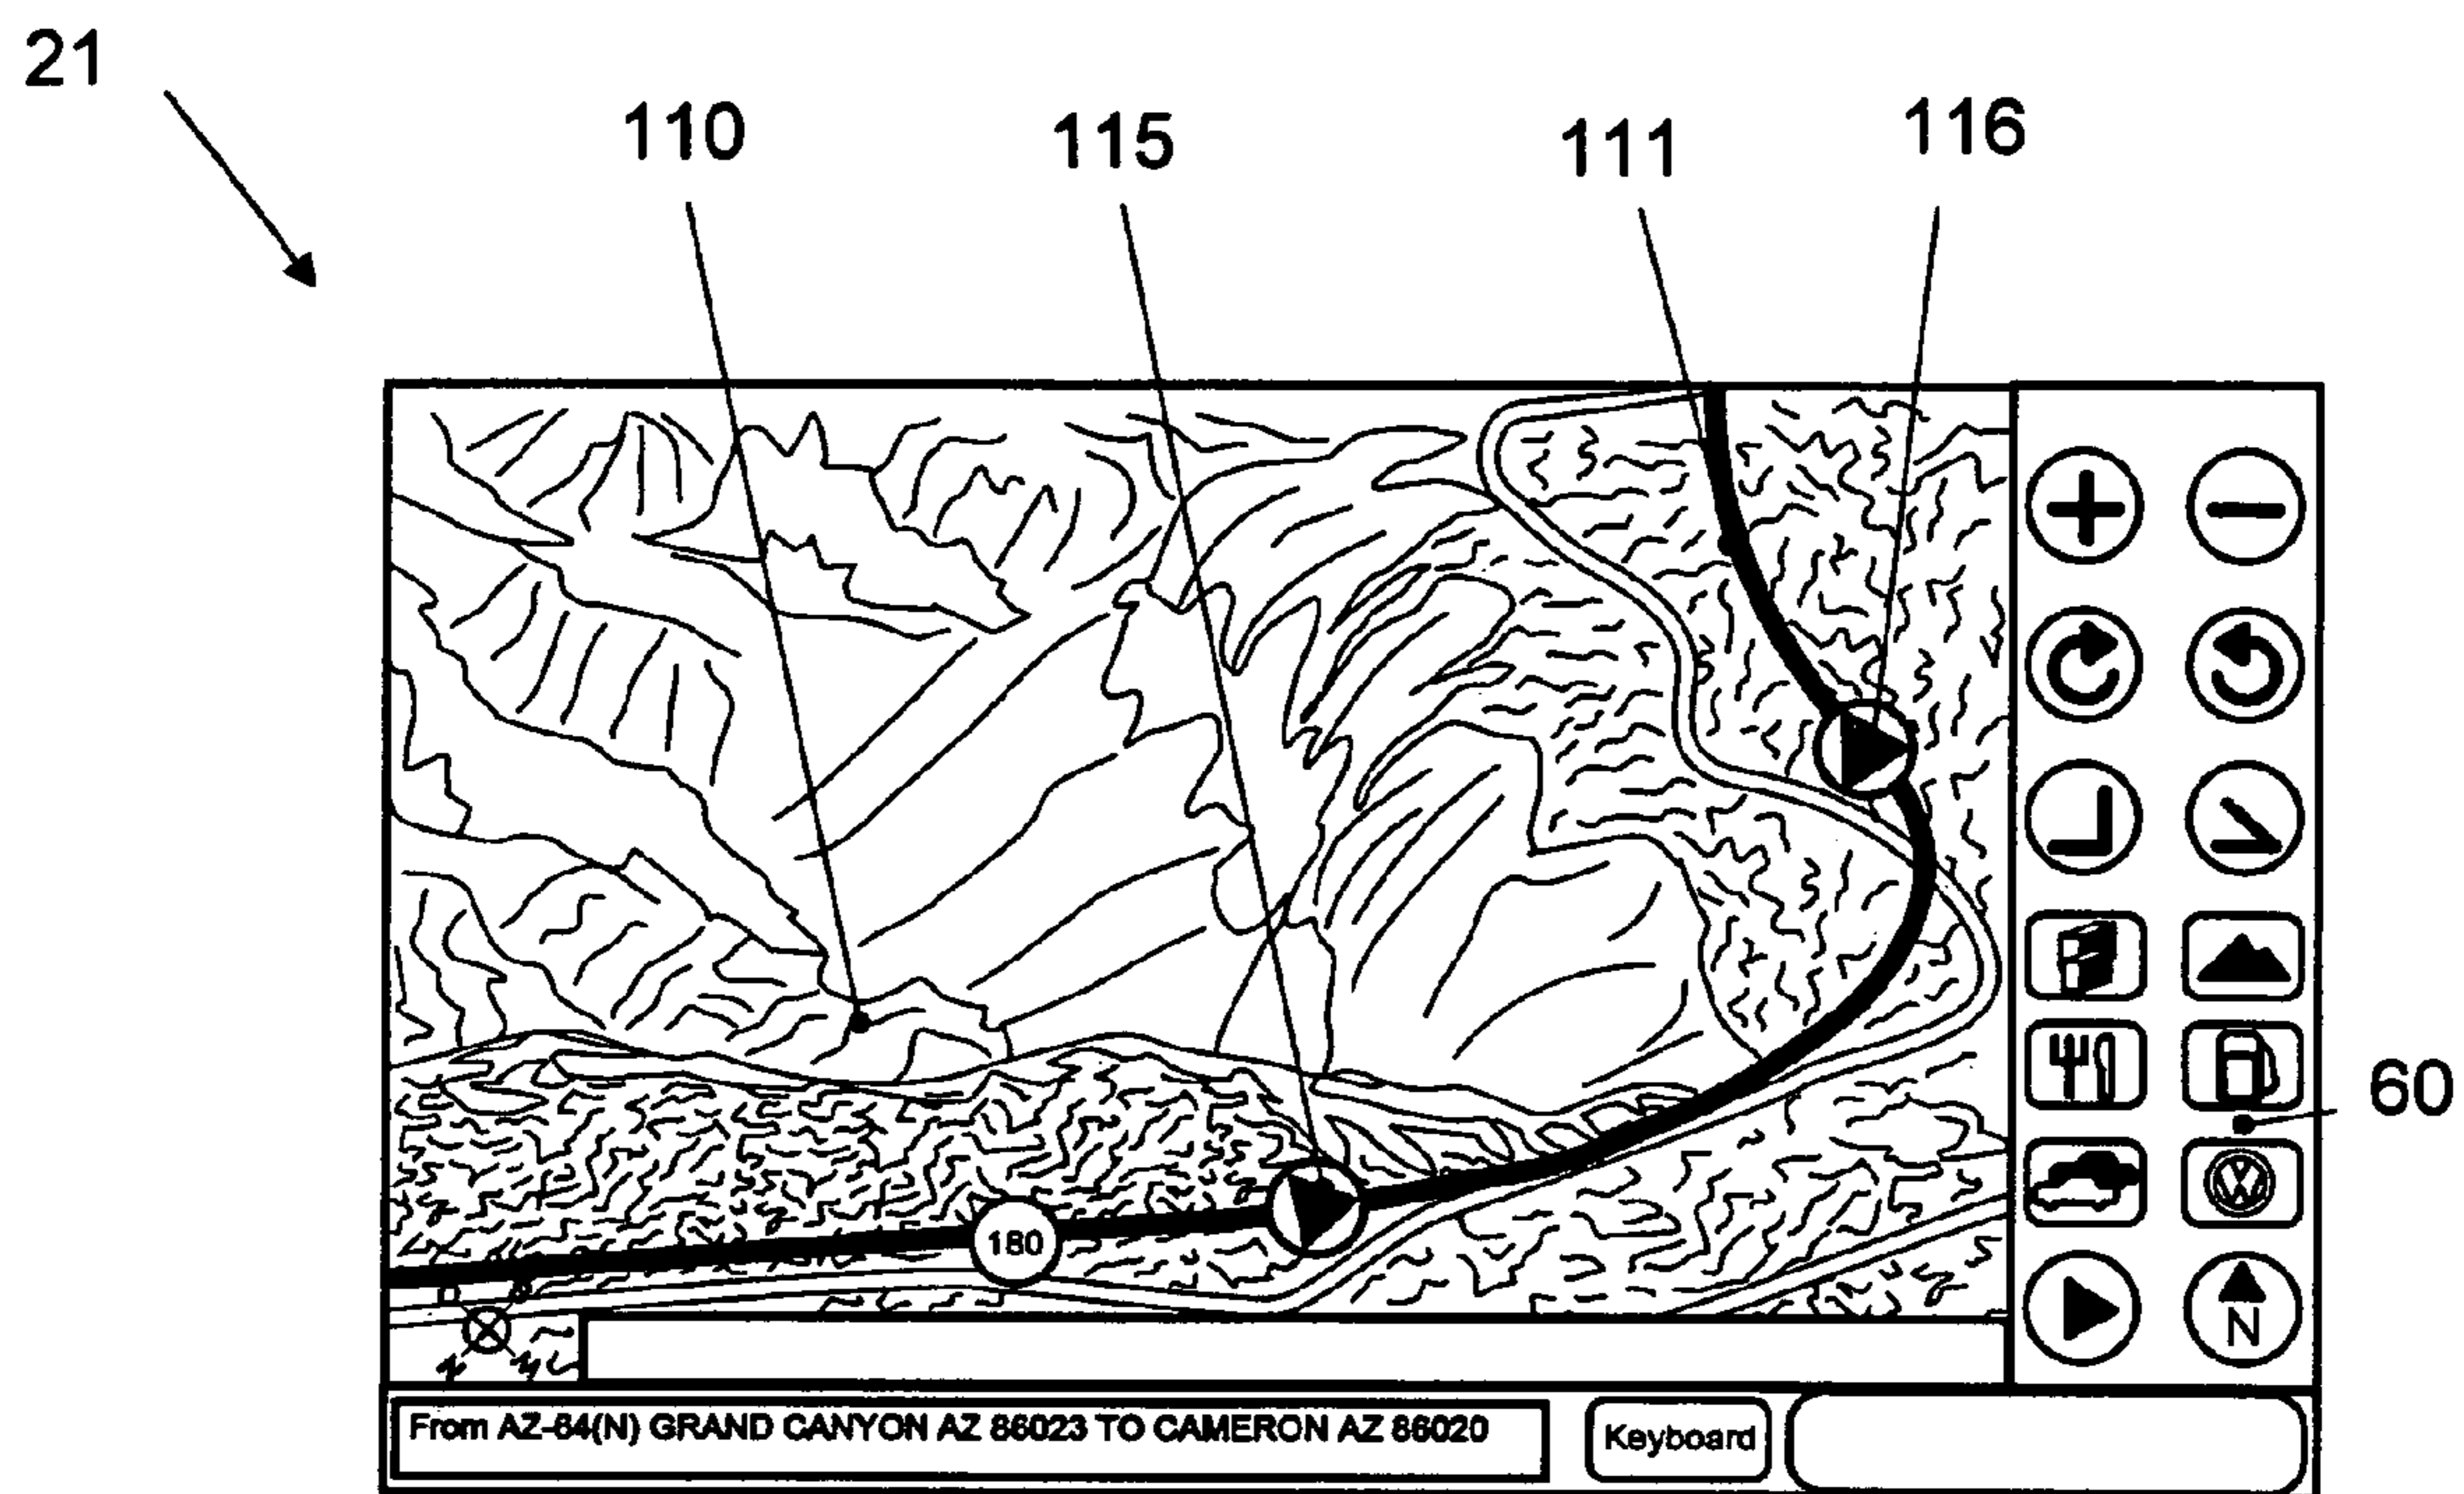 21
110
115
111
116
60
180
N
From AZ-64(N) GRAND CANYON AZ 86023 TO CAMERON AZ 86020
Keyboard